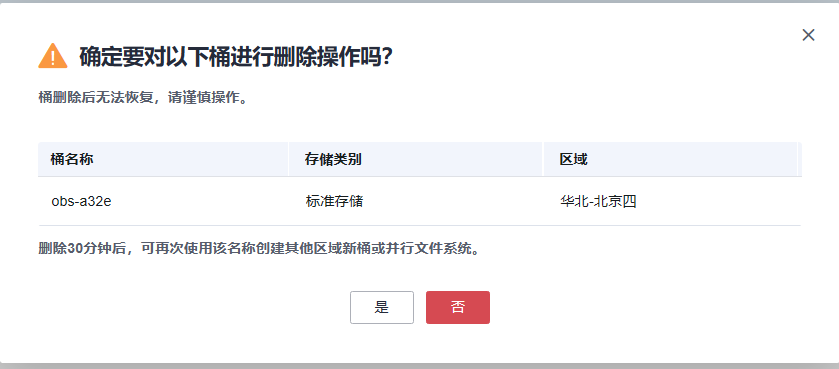 确定要对以下桶进行删除操作吗？
桶删除后无法恢复，请谨慎操作。
桶名称 存储类别 区域
obs-a32e 标准存储 华北-北京四
删除30分钟后，可再次使用该名称创建其他区域新桶或并行文件系统。
是 否